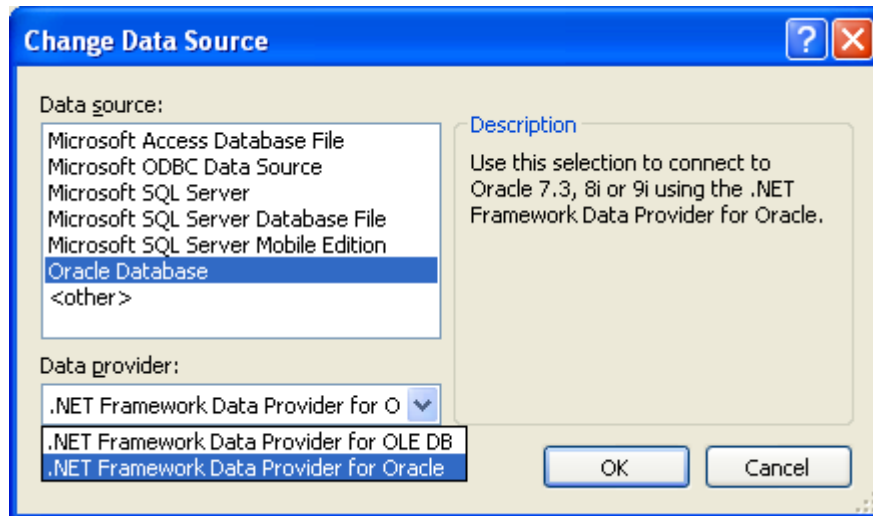 Change Data Source
Data source:
Microsoft Access Database File
Microsoft ODBC Data Source
Microsoft SQL Server
Microsoft SQL Server Database File
Microsoft SQL Server Mobile Edition
Oracle Database
<other>
Description
Use this selection to connect to
Oracle 7.3, 8i or 9i using the .NET
Framework Data Provider for Oracle.
Data provider:
.NET Framework Data Provider for O
.NET Framework Data Provider for OLE DB
.NET Framework Data Provider for Oracle
OK
Cancel